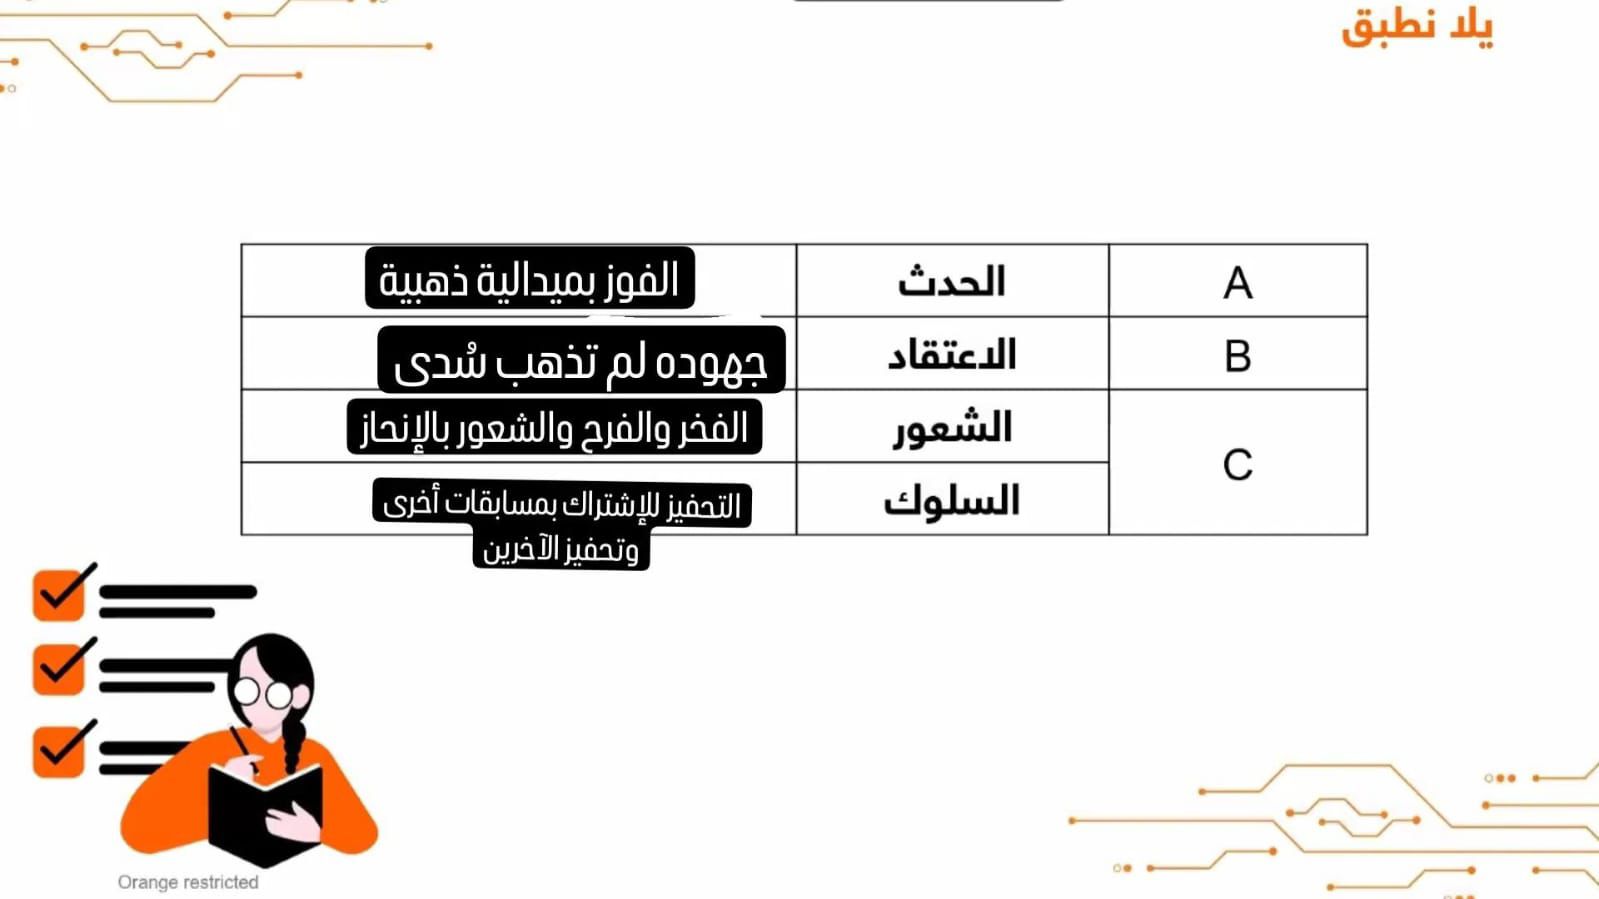 يلا نطبق
A الحدث الفوز بميدالية ذهبية
B الاعتقاد جهوده لم تذهب سُدى
C
الشعور الفخر والفرح والشعور بالإنحاز
السلوك التحفيز للإشتراك بمسابقات أخرى
وتحفيز الآخرين
Orange restricted